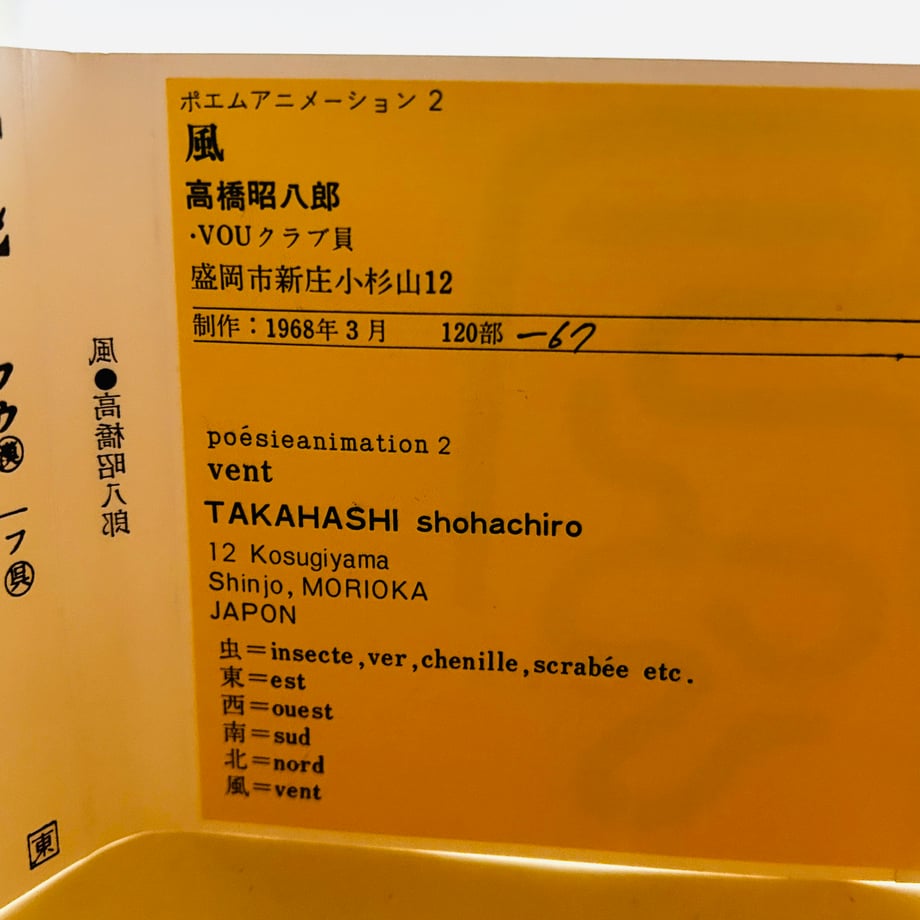 ポエムアニメーション 2
風
高橋昭八郎
・VOUクラブ員
盛岡市新庄小杉山12
制作：1968年3月 120部 —67
poésieanimation 2
vent
TAKAHASHI shohachiro
12 Kosugiyama
Shinjo, MORIOKA
JAPON
虫=insecte,ver,chenille,scrabée etc.
東=est
西=ouest
南=sud
北=nord
風=vent
風●高橋昭八郎
東